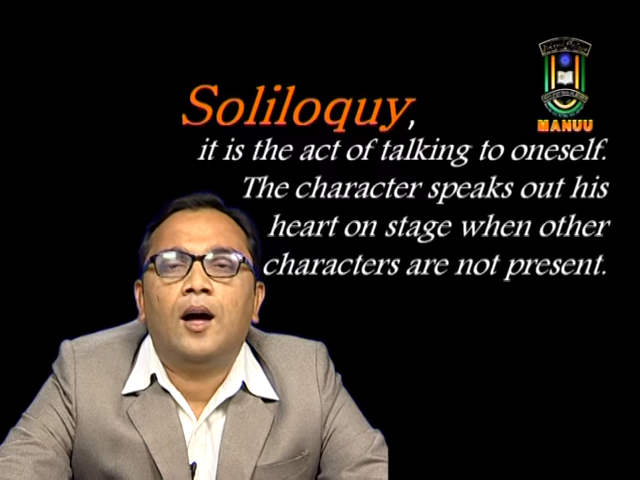 MANUU
Soliloquy,
it is the act of talking to oneself.
The character speaks out his
heart on stage when other
characters are not present.